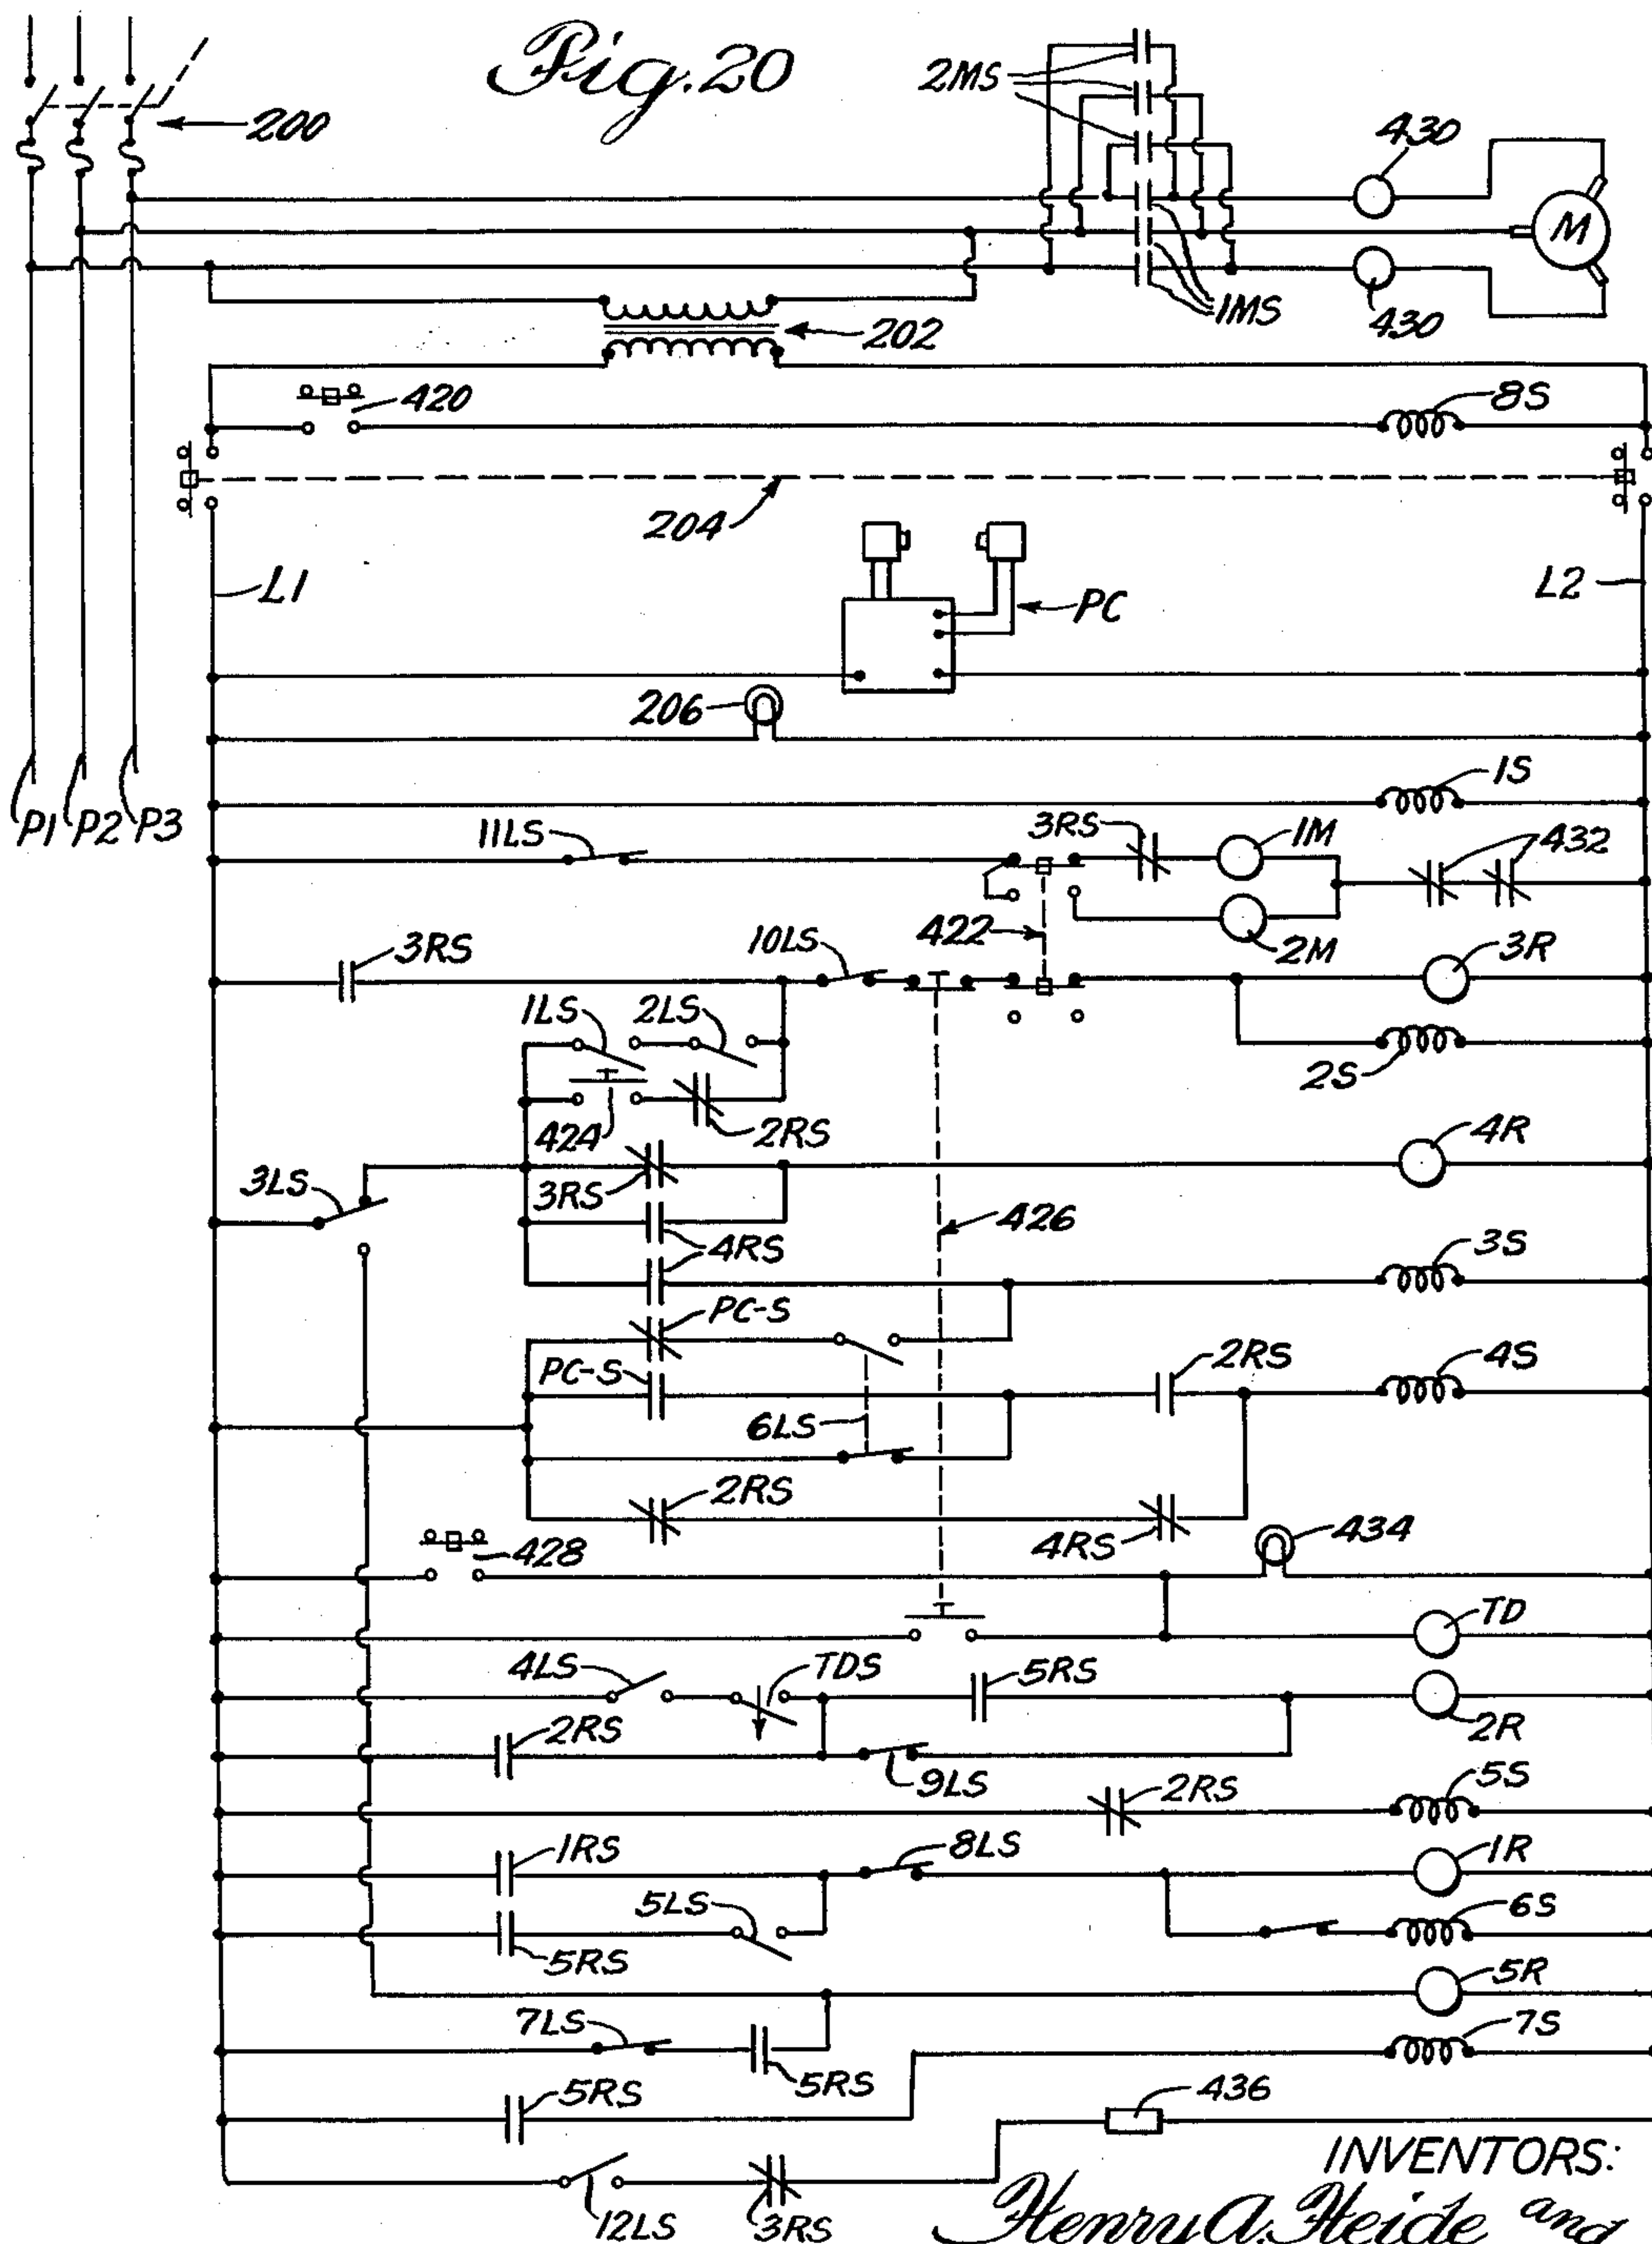 Fig. 20
2MS
200
430
M
1MS
430
202
420
8S
204
L1
PC
L2
206
P1 P2 P3
1S
11LS
3RS
1M
432
422
2M
3RS
10LS
3R
1LS
2LS
2S
424
2RS
4R
3LS
3RS
426
4RS
3S
PC-S
PC-S
2RS
4S
6LS
2RS
4RS
434
428
TD
4LS
TDS
5RS
2R
2RS
9LS
2RS
5S
1RS
8LS
1R
5LS
6S
5RS
5R
7LS
5RS
7S
5RS
436
12LS
3RS
INVENTORS:
Henry A. Heide and